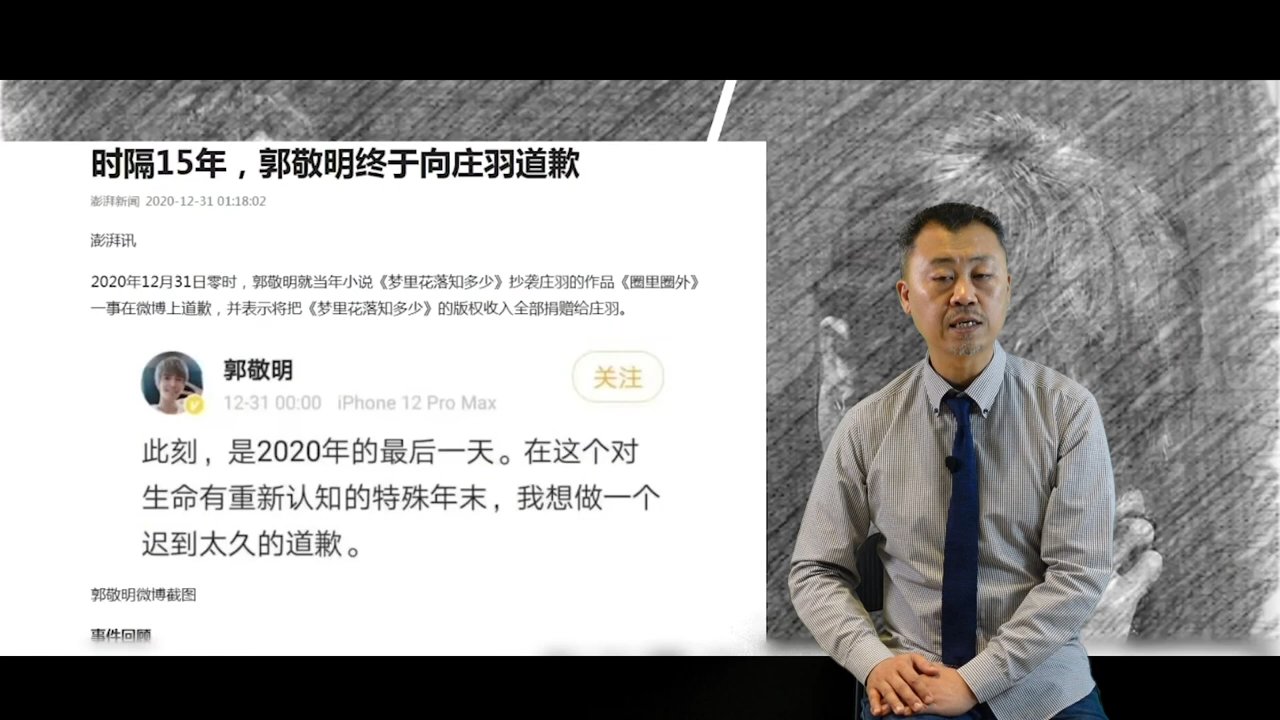 时隔15年，郭敬明终于向庄羽道歉
澎湃新闻 2020-12-31 01:18:02
澎湃讯
2020年12月31日零时，郭敬明就当年小说《梦里花落知多少》抄袭庄羽的作品《圈里圈外》
一事在微博上道歉，并表示将把《梦里花落知多少》的版权收入全部捐赠给庄羽。
郭敬明
关注
12-31 00:00 iPhone 12 Pro Max
此刻，是2020年的最后一天。在这个对
生命有重新认知的特殊年末，我想做一个
迟到太久的道歉。
郭敬明微博截图
事件回顾